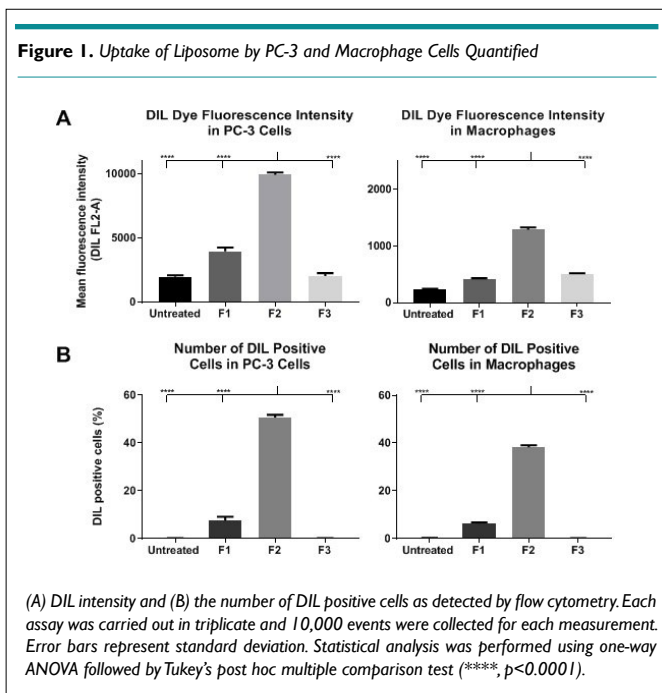 Figure 1. Uptake of Liposome by PC-3 and Macrophage Cells Quantified
A
DIL Dye Fluorescence Intensity
in PC-3 Cells
**** **** ****
Mean fluorescence intensity
(DIL FL2-A)
10000
5000
0
Untreated F1 F2 F3
DIL Dye Fluorescence Intensity
in Macrophages
**** **** ****
2000
1000
0
Untreated F1 F2 F3
B
Number of DIL Positive
Cells in PC-3 Cells
**** **** ****
DIL positive cells (%)
60
40
20
0
Untreated F1 F2 F3
Number of DIL Positive
Cells in Macrophages
**** **** ****
60
40
20
0
Untreated F1 F2 F3
(A) DIL intensity and (B) the number of DIL positive cells as detected by flow cytometry. Each
assay was carried out in triplicate and 10,000 events were collected for each measurement.
Error bars represent standard deviation. Statistical analysis was performed using one-way
ANOVA followed by Tukey's post hoc multiple comparison test (****, p<0.0001).